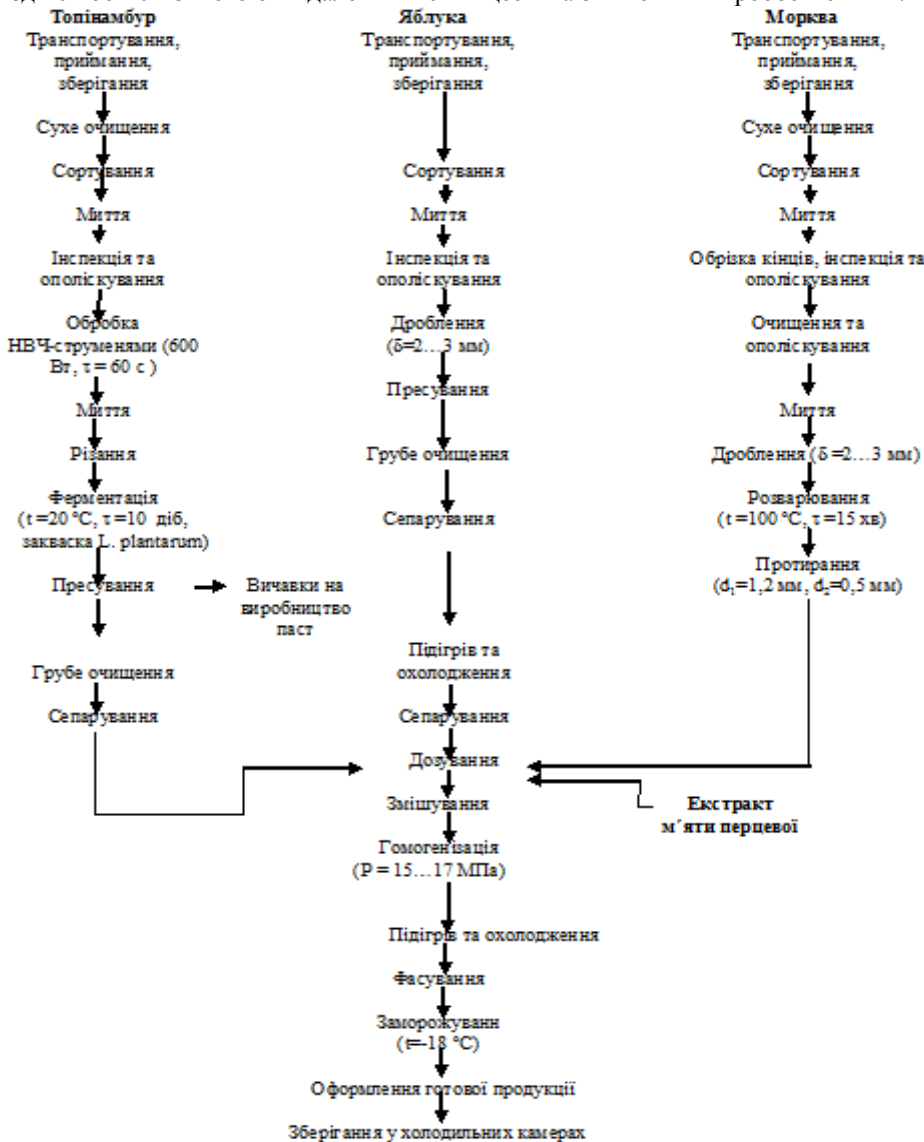 Топінамбур
Транспортування,
приймання,
зберігання
Сухе очищення
Сортування
Миття
Інспекція та
ополіскування
Обробка
НВЧ-струменями (600
Вт, τ = 60 с )
Миття
Різання
Ферментація
(t =20 °С, τ =10 діб,
закваска L. plantarum)
Пресування
Вичавки на
виробництво
паст
Грубе очищення
Сепарування
Яблука
Транспортування,
приймання,
зберігання
Сортування
Миття
Інспекція та
ополіскування
Дроблення
(δ=2…3 мм)
Пресування
Грубе очищення
Сепарування
Підігрів та
охолодження
Сепарування
Дозування
Змішування
Гомогенізація
(Р = 15…17 МПа)
Підігрів та охолодження
Фасування
Заморожуванн
(t=-18 °С)
Оформлення готової продукції
Зберігання у холодильних камерах
Морква
Транспортування,
приймання,
зберігання
Сухе очищення
Сортування
Миття
Обрізка кінців, інспекція та
ополіскування
Очищення та
ополіскування
Миття
Дроблення (δ =2…3 мм)
Розварювання
(t =100 °С, τ =15 хв)
Протирання
(d₁=1,2 мм, d₂=0,5 мм)
Екстракт
м´яти перцевої